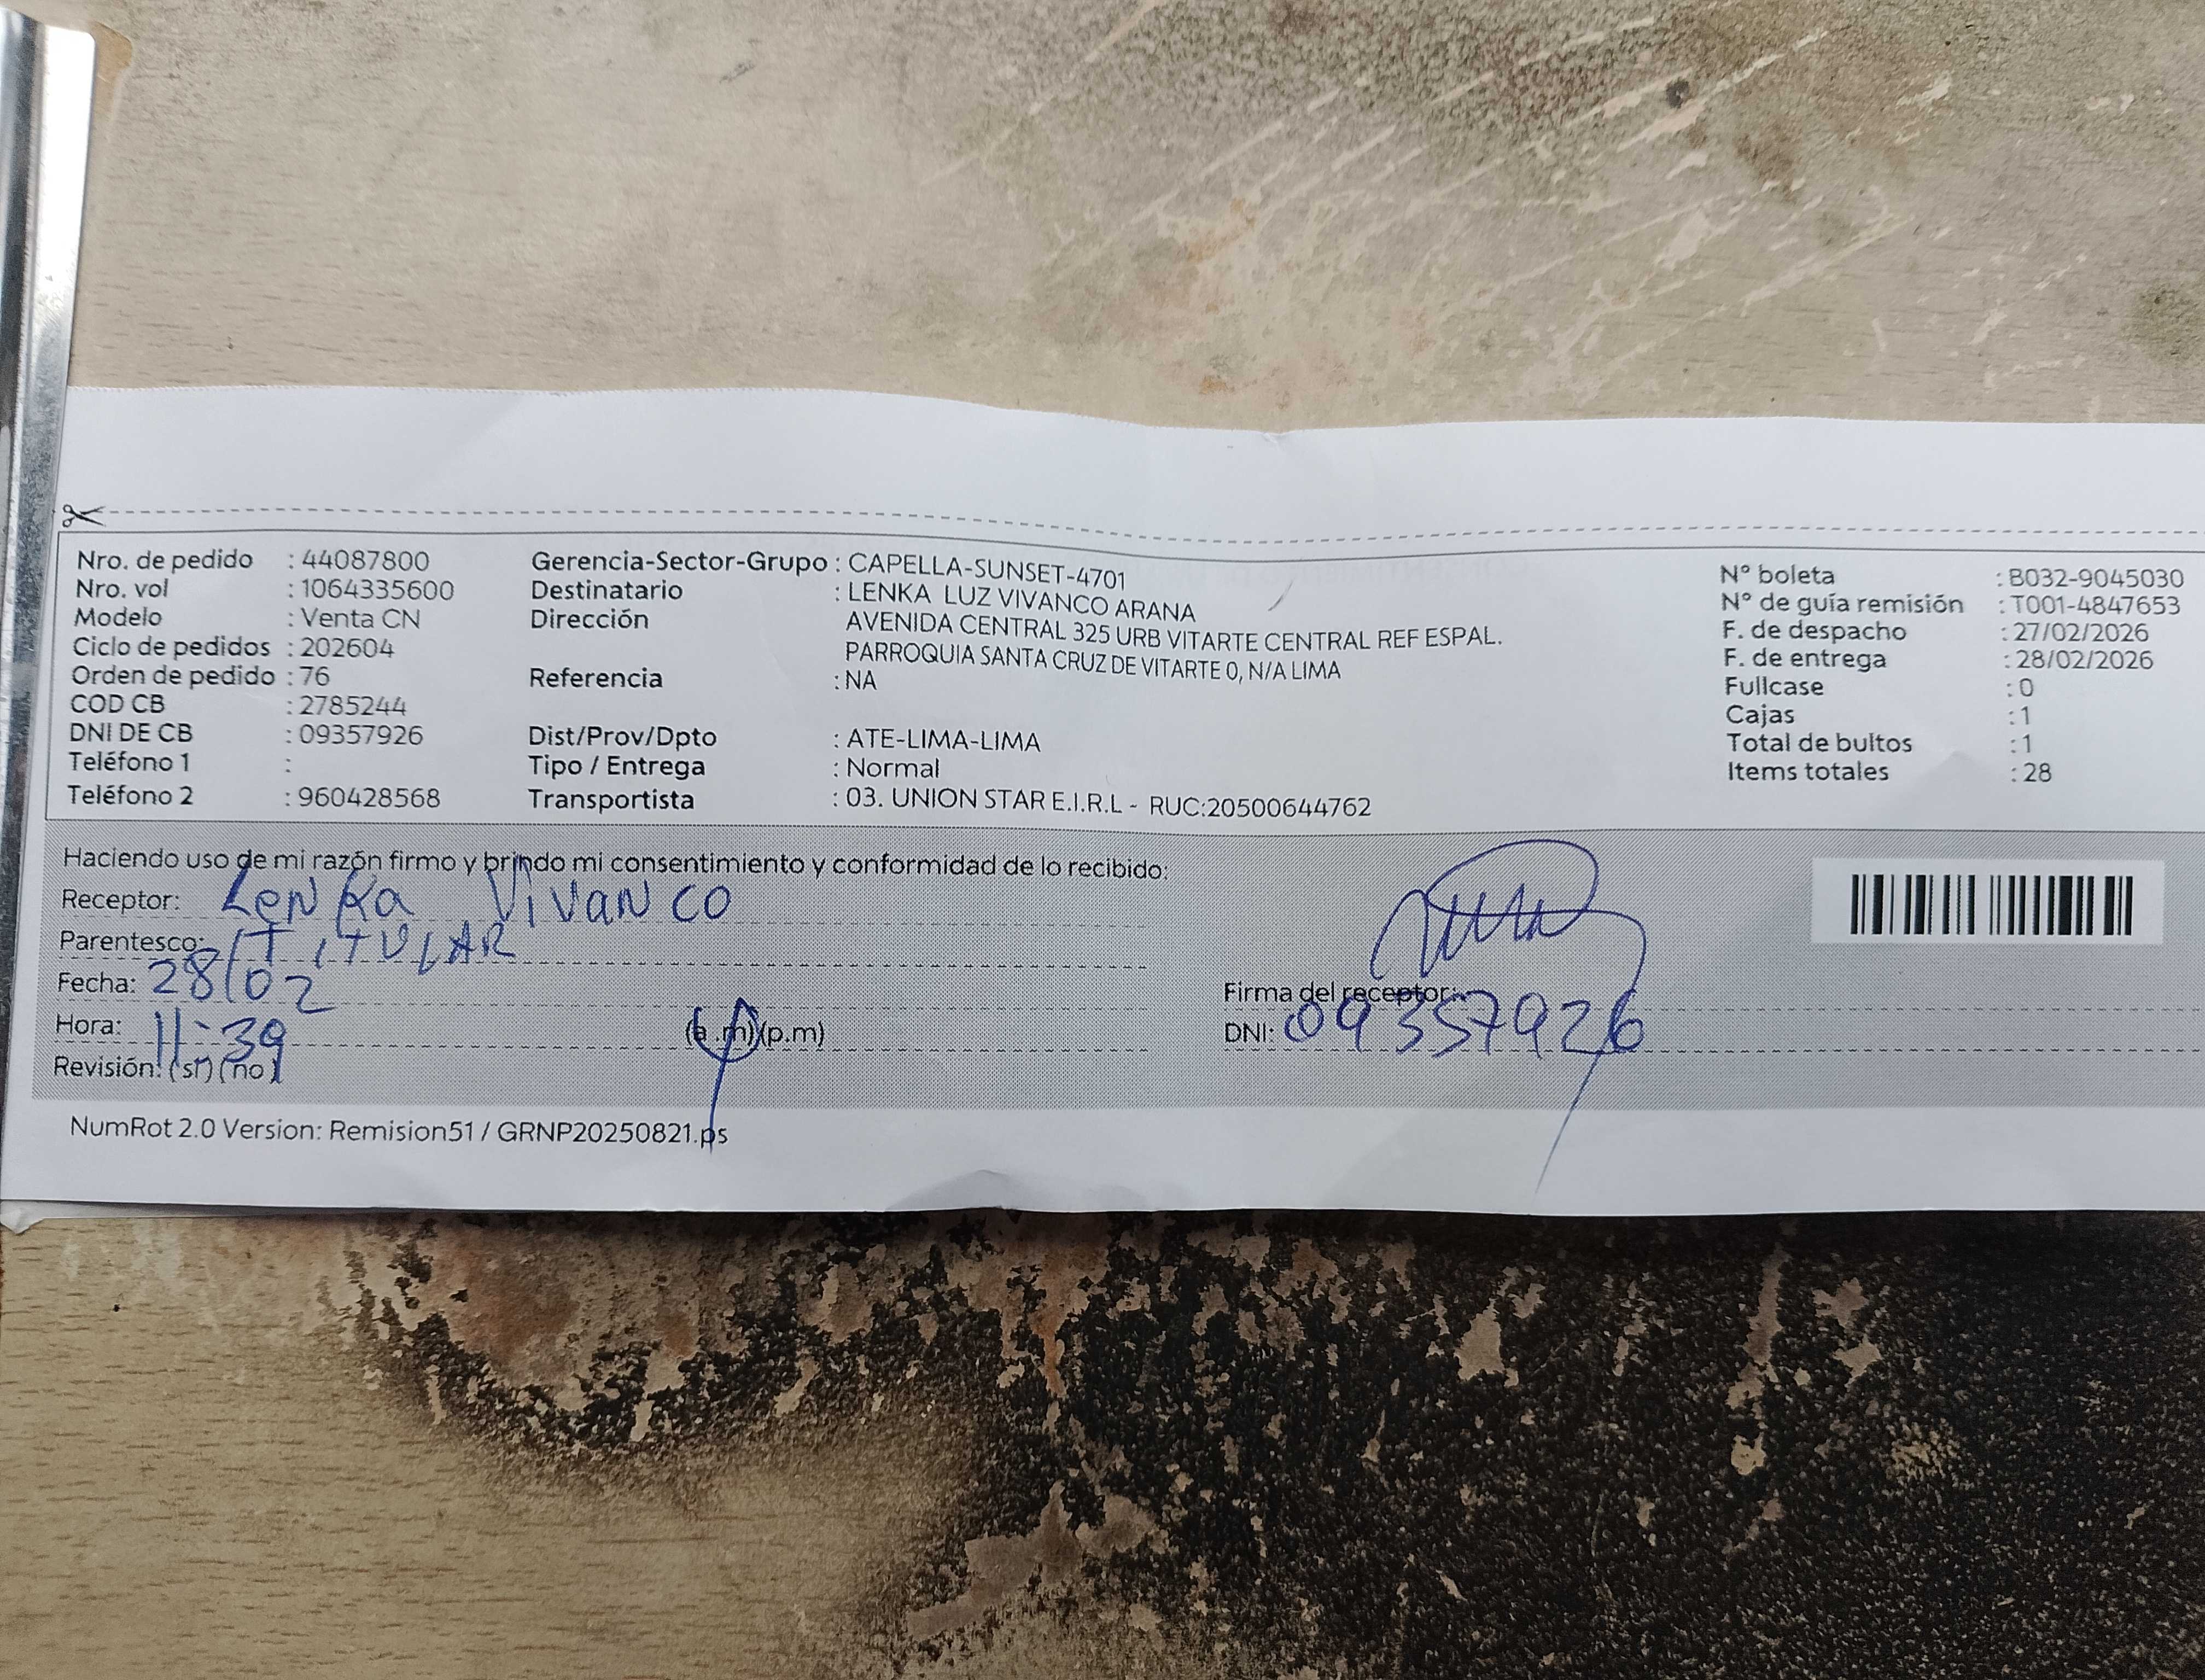 Nro. de pedido : 44087800
Nro. vol : 1064335600
Modelo : Venta CN
Ciclo de pedidos : 202604
Orden de pedido : 76
COD CB : 2785244
DNI DE CB : 09357926
Teléfono 1 :
Teléfono 2 : 960428568
Gerencia-Sector-Grupo : CAPELLA-SUNSET-4701
Destinatario : LENKA LUZ VIVANCO ARANA
Dirección AVENIDA CENTRAL 325 URB VITARTE CENTRAL REF ESPAL.
PARROQUIA SANTA CRUZ DE VITARTE 0, N/A LIMA
Referencia : NA
Dist/Prov/Dpto : ATE-LIMA-LIMA
Tipo / Entrega : Normal
Transportista : 03. UNION STAR E.I.R.L - RUC:20500644762
N° boleta : B032-9045030
N° de guía remisión : T001-4847653
F. de despacho : 27/02/2026
F. de entrega : 28/02/2026
Fullcase : 0
Cajas : 1
Total de bultos : 1
Items totales : 28
Haciendo uso de mi razón firmo y brindo mi consentimiento y conformidad de lo recibido:
Receptor: Lenka Vivanco
Parentesco: TITULAR
Fecha: 28/02
Hora: 11:39 (a.m)(p.m)
Revisión: (si) (no)
Firma del receptor:
DNI: 09357926
NumRot 2.0 Version: Remision51 / GRNP20250821.ps